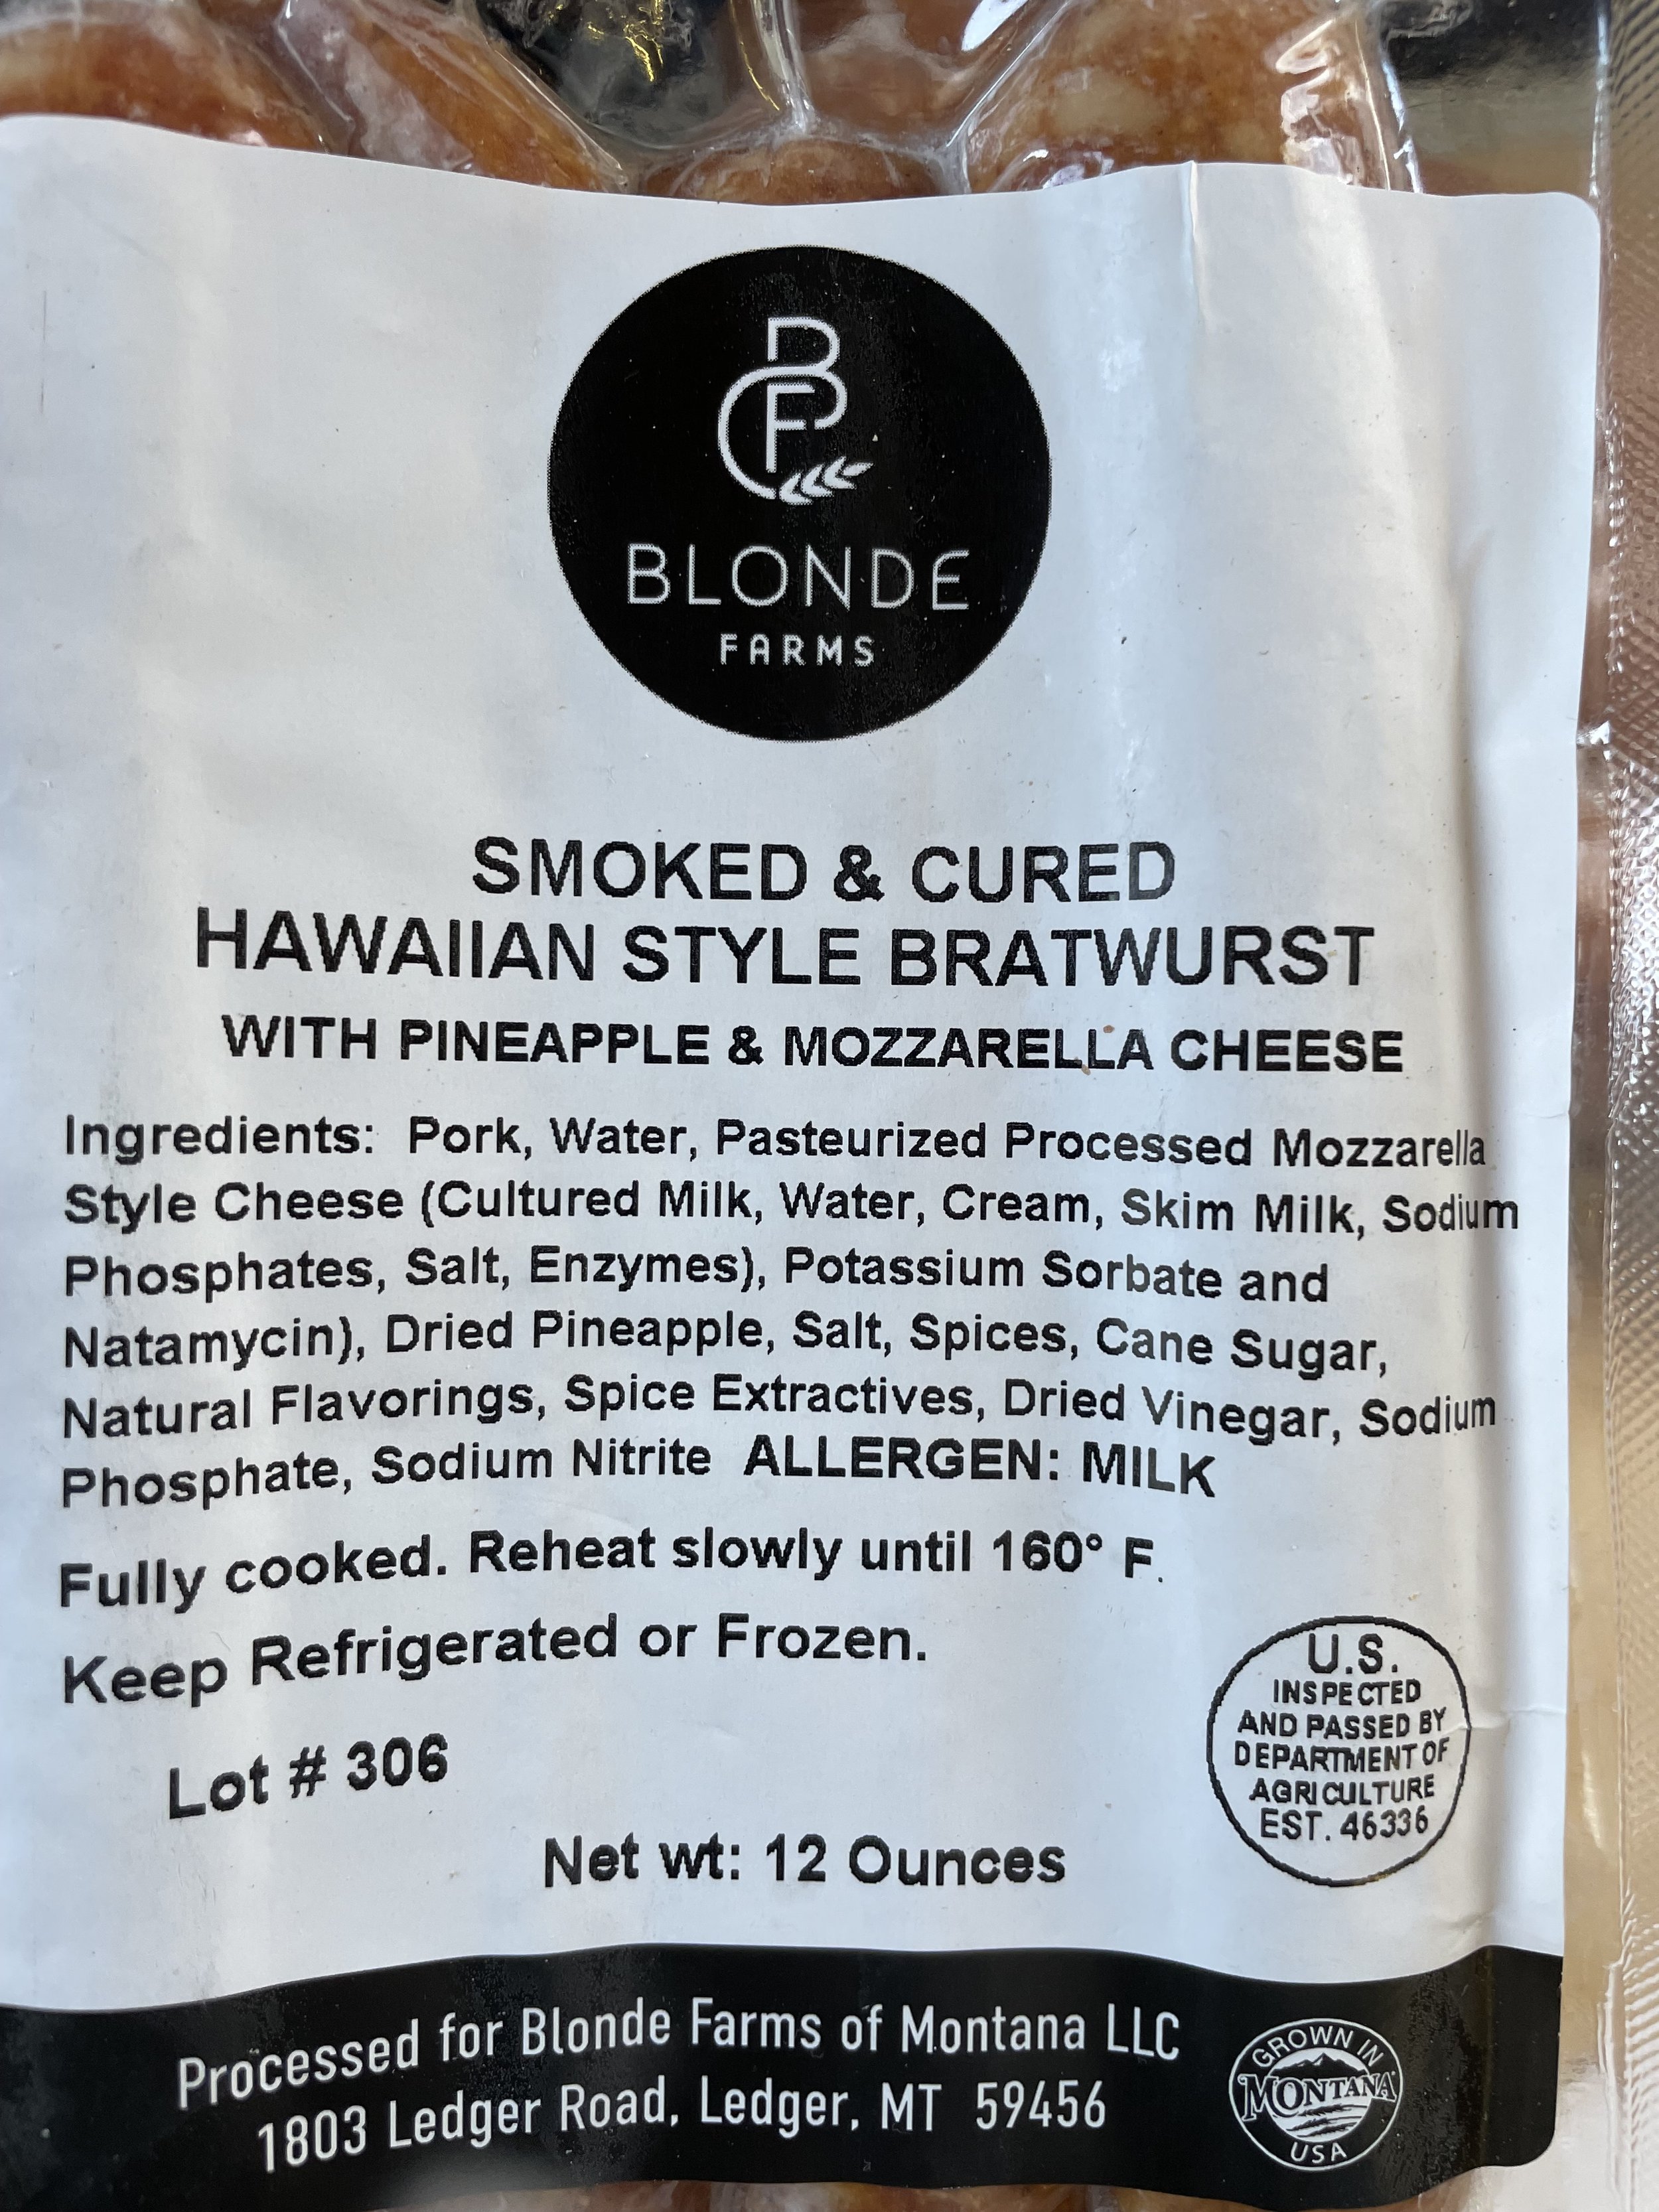 BF
BLONDE
FARMS
SMOKED & CURED
HAWAIIAN STYLE BRATWURST
WITH PINEAPPLE & MOZZARELLA CHEESE
Ingredients: Pork, Water, Pasteurized Processed Mozzarella
Style Cheese (Cultured Milk, Water, Cream, Skim Milk, Sodium
Phosphates, Salt, Enzymes), Potassium Sorbate and
Natamycin), Dried Pineapple, Salt, Spices, Cane Sugar,
Natural Flavorings, Spice Extractives, Dried Vinegar, Sodium
Phosphate, Sodium Nitrite ALLERGEN: MILK
Fully cooked. Reheat slowly until 160° F.
Keep Refrigerated or Frozen.
Lot # 306
U.S.
INSPECTED
AND PASSED BY
DEPARTMENT OF
AGRICULTURE
EST. 46336
Net wt: 12 Ounces
Processed for Blonde Farms of Montana LLC
1803 Ledger Road, Ledger, MT 59456
GROWN IN
MONTANA
USA